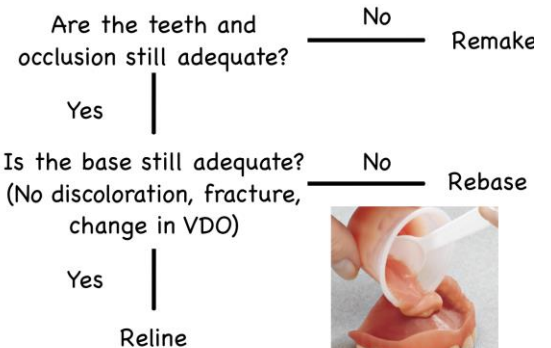 Are the teeth and
occlusion still adequate?
No
Remake
Yes
Is the base still adequate?
(No discoloration, fracture,
change in VDO)
No
Rebase
Yes
Reline